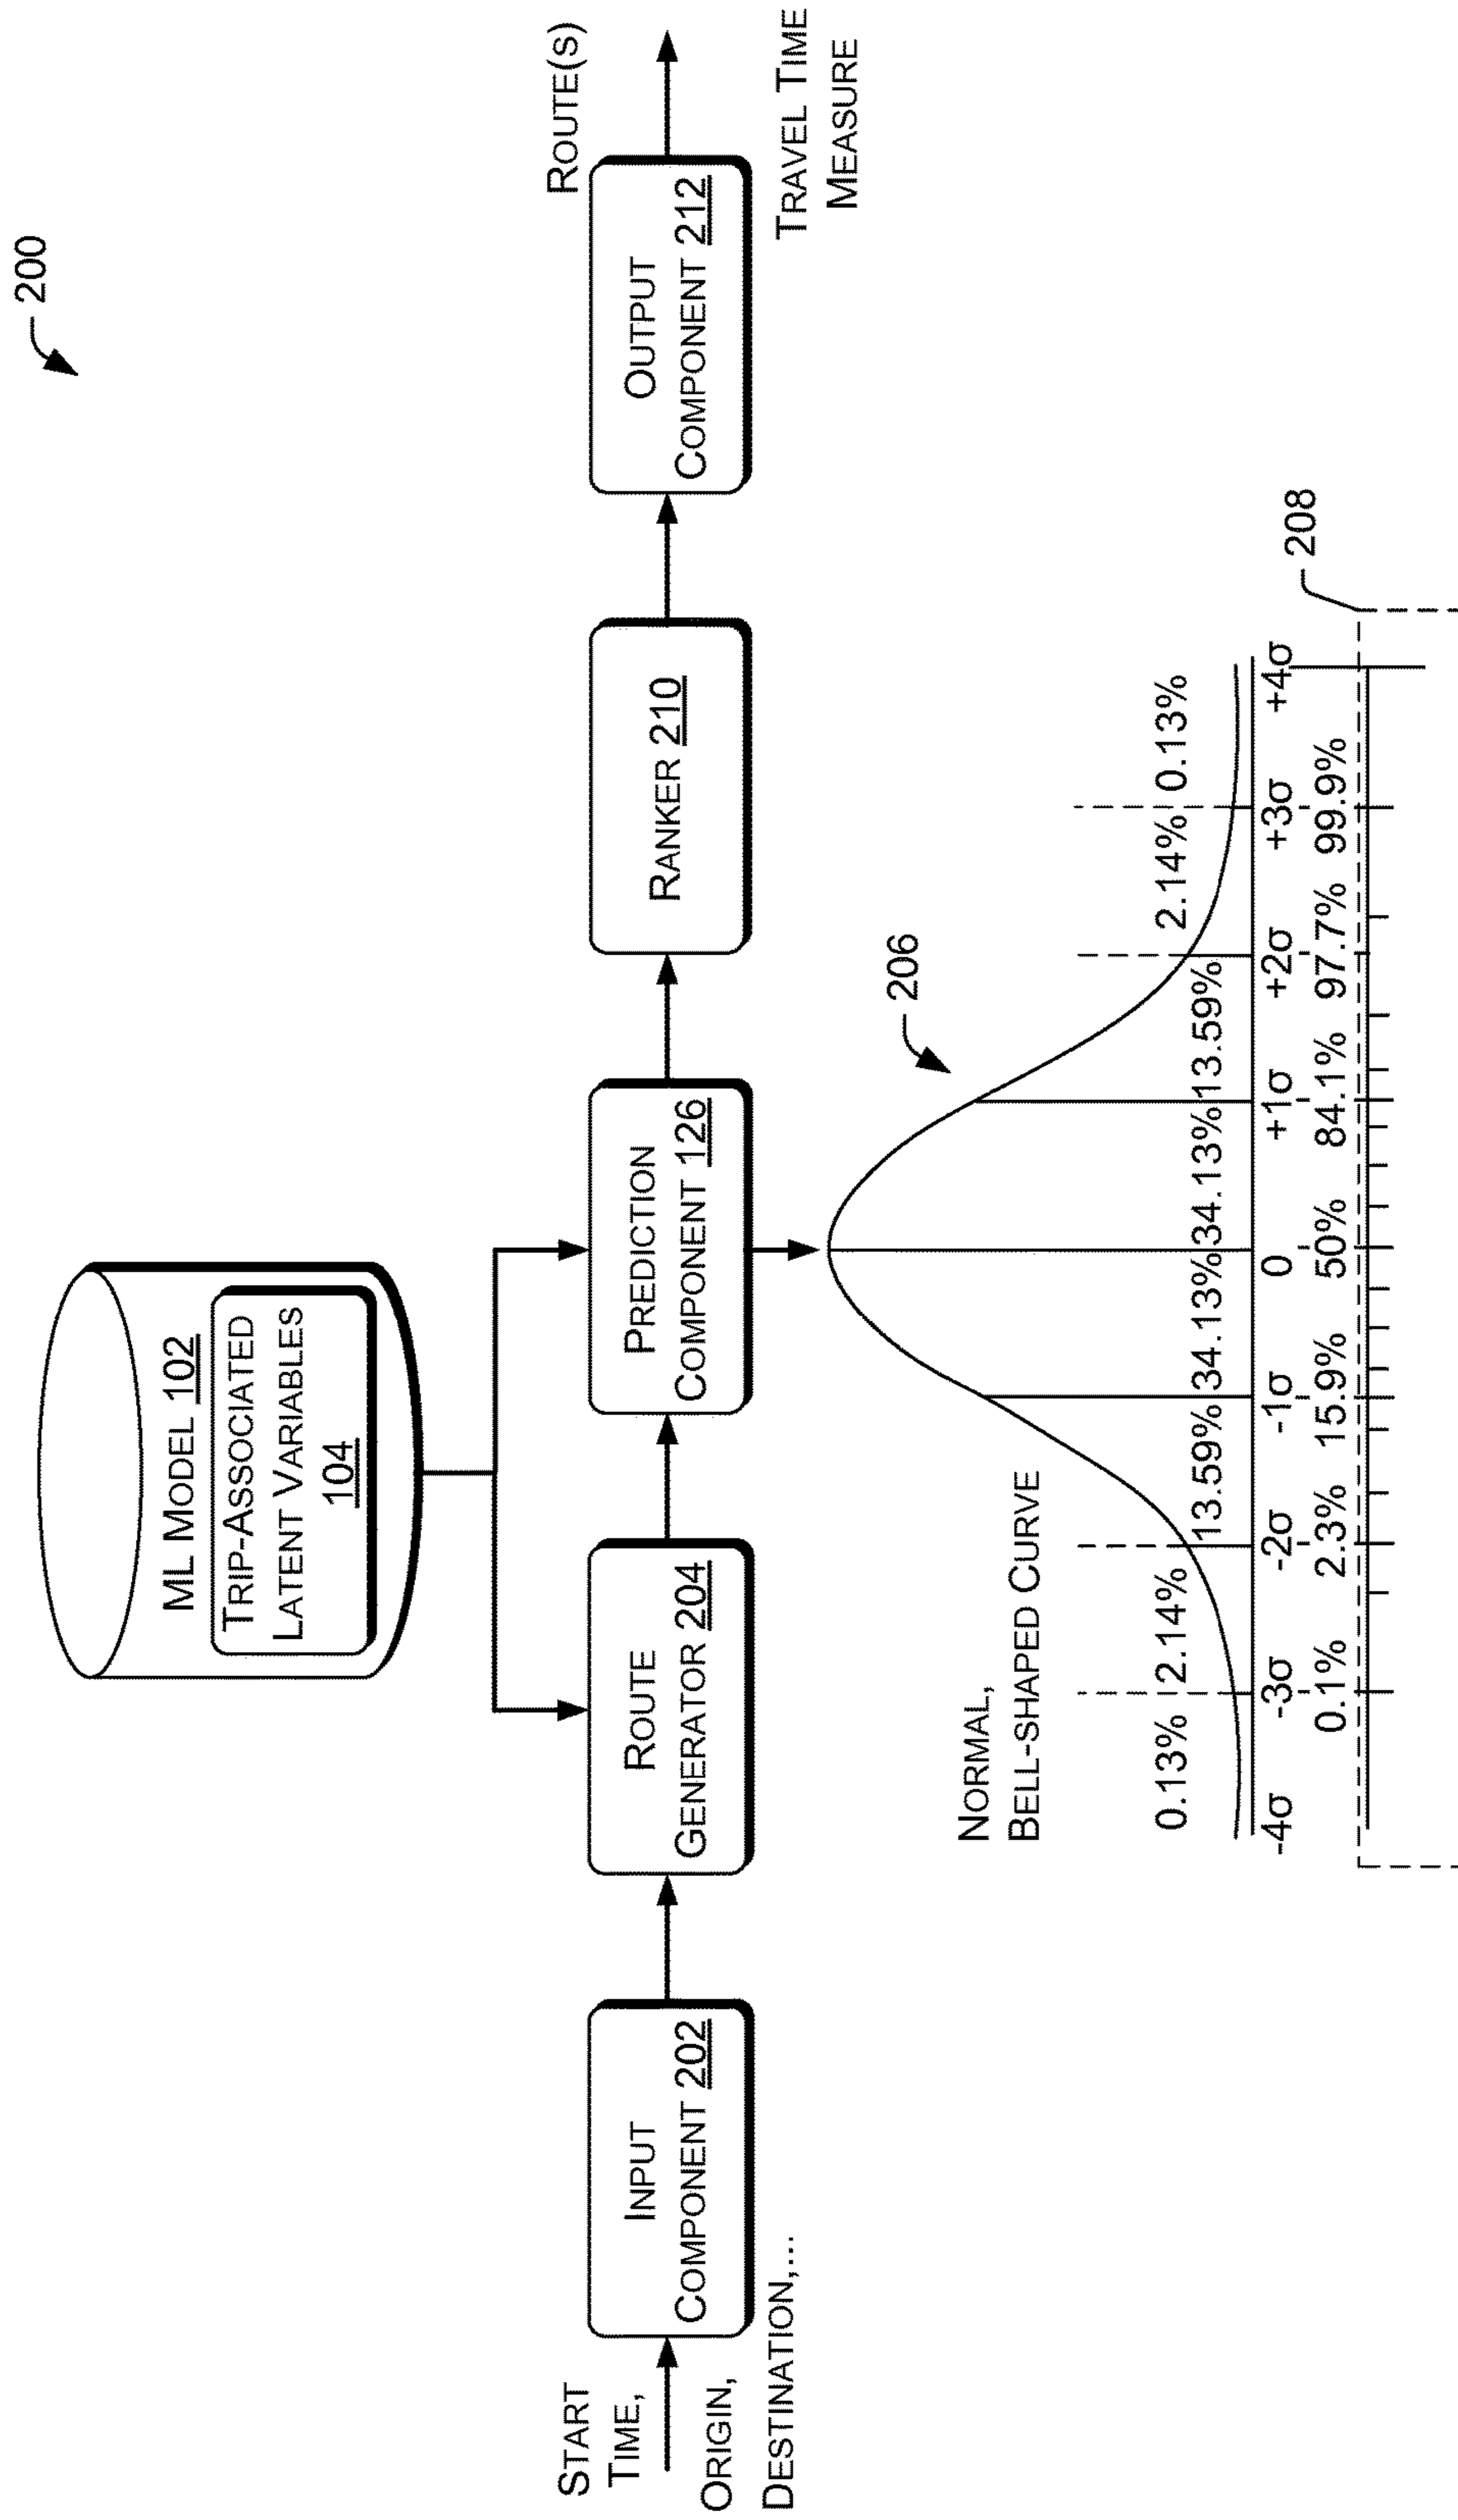 200
ML MODEL 102
TRIP-ASSOCIATED
LATENT VARIABLES
104
START
TIME,
ORIGIN,
DESTINATION,...
INPUT
COMPONENT 202
ROUTE
GENERATOR 204
PREDICTION
COMPONENT 126
RANKER 210
OUTPUT
COMPONENT 212
ROUTE(S)
TRAVEL TIME
MEASURE
206
NORMAL,
BELL-SHAPED CURVE
0.13% 2.14% 2.14% 0.13%
13.59% 34.13% 34.13% 13.59%
-4σ -3σ -2σ -1σ 0 +1σ +2σ +3σ +4σ
0.1% 2.3% 15.9% 50% 84.1% 97.7% 99.9%
208